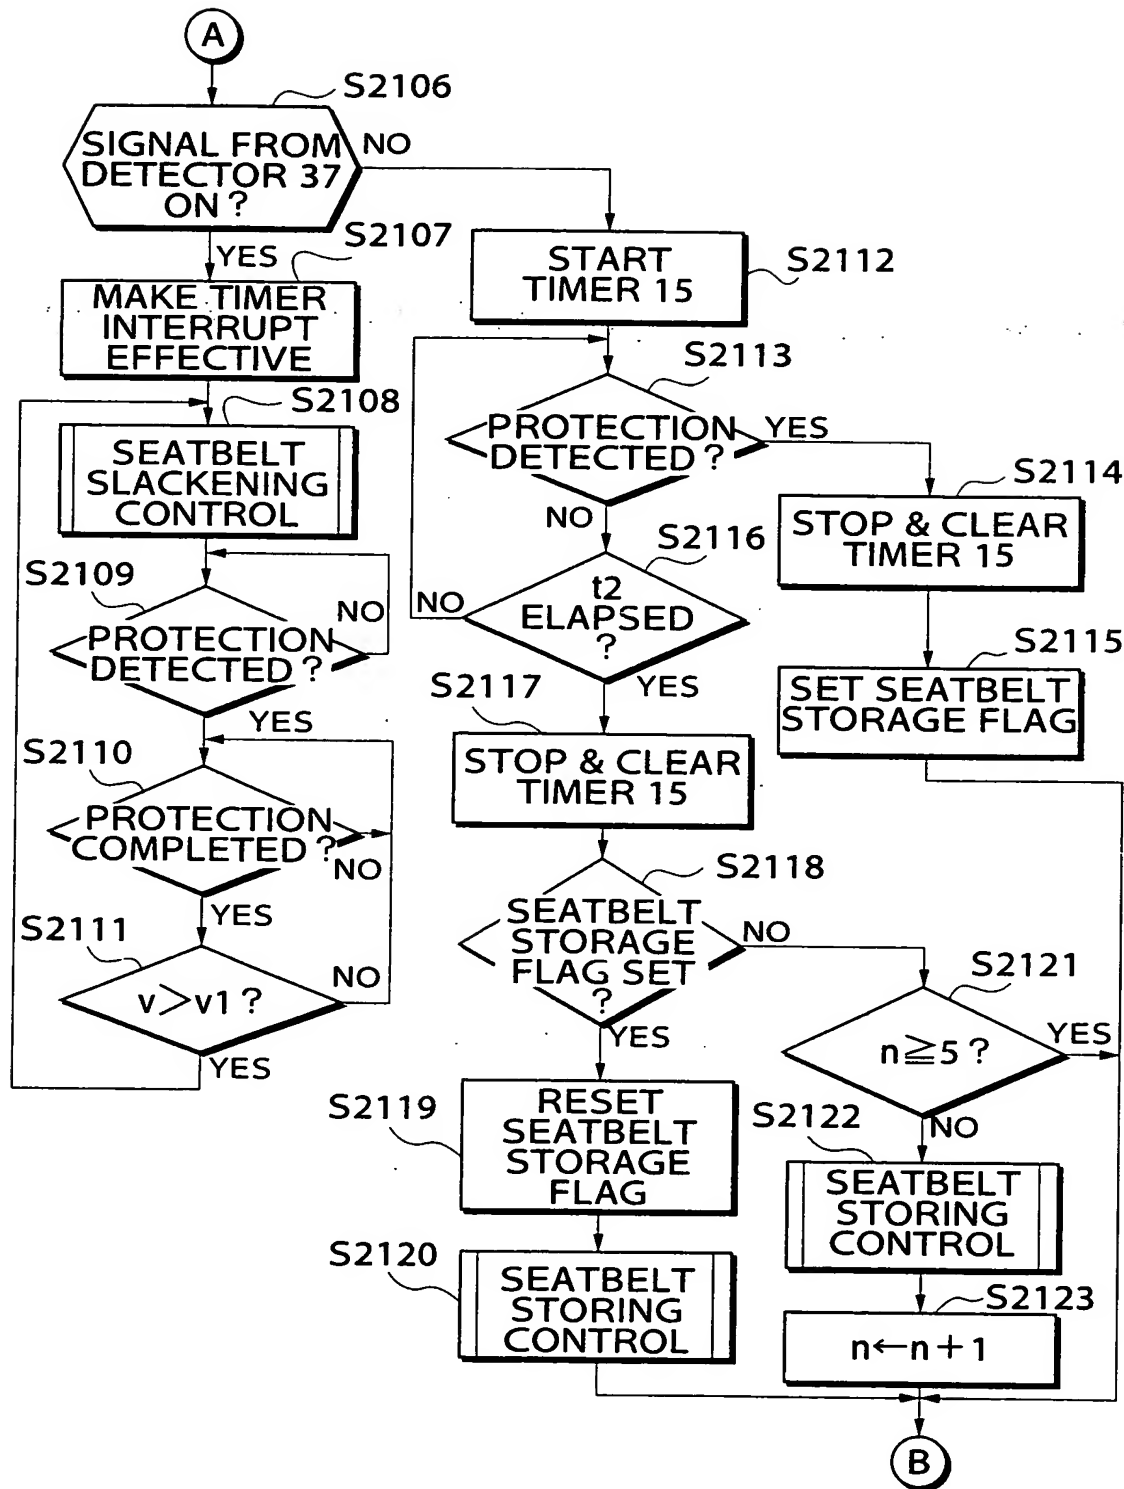 A
S2106
SIGNAL FROM
DETECTOR 37
ON ?
NO
YES
S2107
MAKE TIMER
INTERRUPT
EFFECTIVE
S2108
SEATBELT
SLACKENING
CONTROL
S2109
PROTECTION
DETECTED ?
NO
YES
S2110
PROTECTION
COMPLETED ?
NO
YES
S2111
v>v1 ?
NO
YES
START
TIMER 15
S2112
S2113
PROTECTION
DETECTED ?
YES
NO
S2114
STOP & CLEAR
TIMER 15
S2115
SET SEATBELT
STORAGE FLAG
S2116
t2
ELAPSED
?
NO
YES
S2117
STOP & CLEAR
TIMER 15
S2118
SEATBELT
STORAGE
FLAG SET
?
NO
YES
S2119
RESET
SEATBELT
STORAGE
FLAG
S2120
SEATBELT
STORING
CONTROL
S2121
n≧5 ?
YES
NO
S2122
SEATBELT
STORING
CONTROL
S2123
n←n+1
B